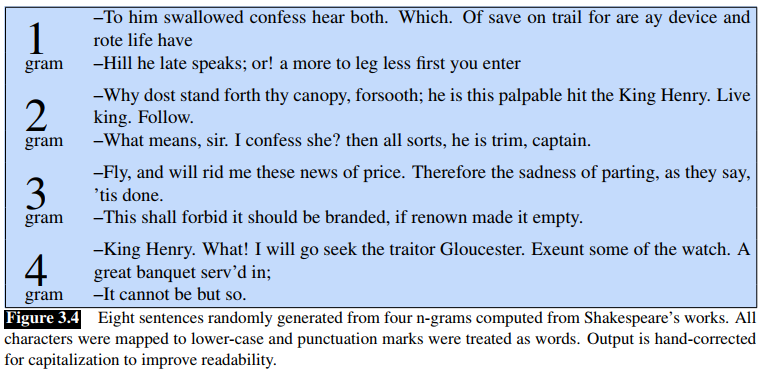 1
gram
–To him swallowed confess hear both. Which. Of save on trail for are ay device and
rote life have
–Hill he late speaks; or! a more to leg less first you enter
2
gram
–Why dost stand forth thy canopy, forsooth; he is this palpable hit the King Henry. Live
king. Follow.
–What means, sir. I confess she? then all sorts, he is trim, captain.
3
gram
–Fly, and will rid me these news of price. Therefore the sadness of parting, as they say,
’tis done.
–This shall forbid it should be branded, if renown made it empty.
4
gram
–King Henry. What! I will go seek the traitor Gloucester. Exeunt some of the watch. A
great banquet serv’d in;
–It cannot be but so.
Figure 3.4 Eight sentences randomly generated from four n-grams computed from Shakespeare’s works. All
characters were mapped to lower-case and punctuation marks were treated as words. Output is hand-corrected
for capitalization to improve readability.